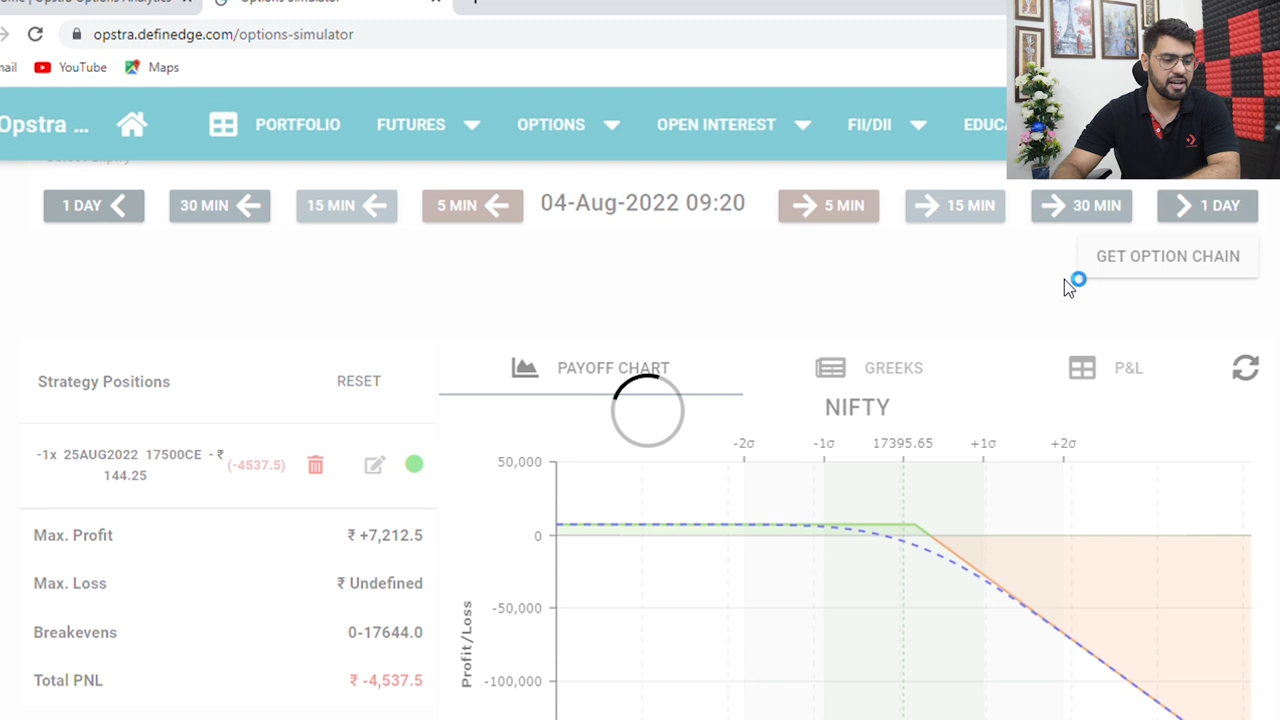 Options Simulator
opstra.definedge.com/options-simulator
YouTube
Maps
Opstra ...
PORTFOLIO
FUTURES
OPTIONS
OPEN INTEREST
FII/DII
1 DAY
30 MIN
15 MIN
5 MIN
04-Aug-2022 09:20
5 MIN
15 MIN
30 MIN
1 DAY
GET OPTION CHAIN
Strategy Positions
RESET
PAYOFF CHART
GREEKS
P&L
NIFTY
-1x 25AUG2022 17500CE - ₹
144.25
(-4537.5)
Max. Profit
₹ +7,212.5
Max. Loss
₹ Undefined
Breakevens
0-17644.0
Total PNL
₹ -4,537.5
-2σ
-1σ
17395.65
+1σ
+2σ
50,000
0
-50,000
-100,000
Profit/Loss